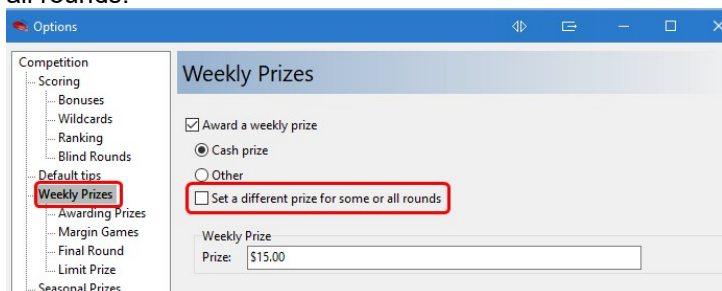 all rounds.
Options
Competition
Scoring
Bonuses
Wildcards
Ranking
Blind Rounds
Default tips
Weekly Prizes
Awarding Prizes
Margin Games
Final Round
Limit Prize
Seasonal Prizes
Weekly Prizes
Award a weekly prize
Cash prize
Other
Set a different prize for some or all rounds
Weekly Prize
Prize: $15.00